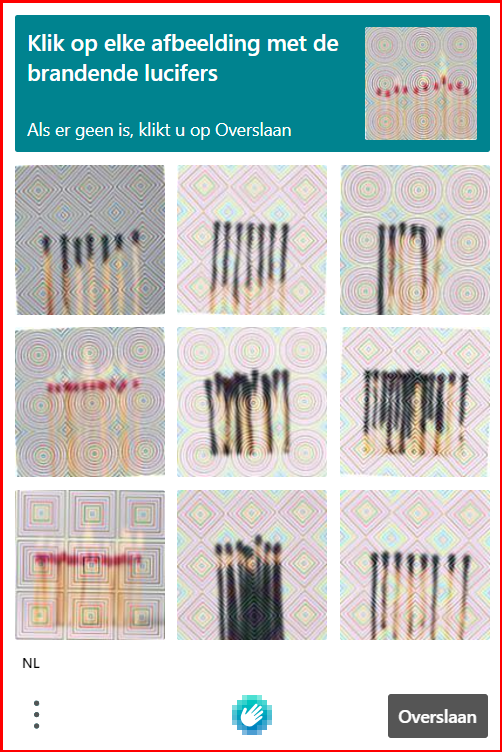 Klik op elke afbeelding met de
brandende lucifers
Als er geen is, klikt u op Overslaan
NL
Overslaan